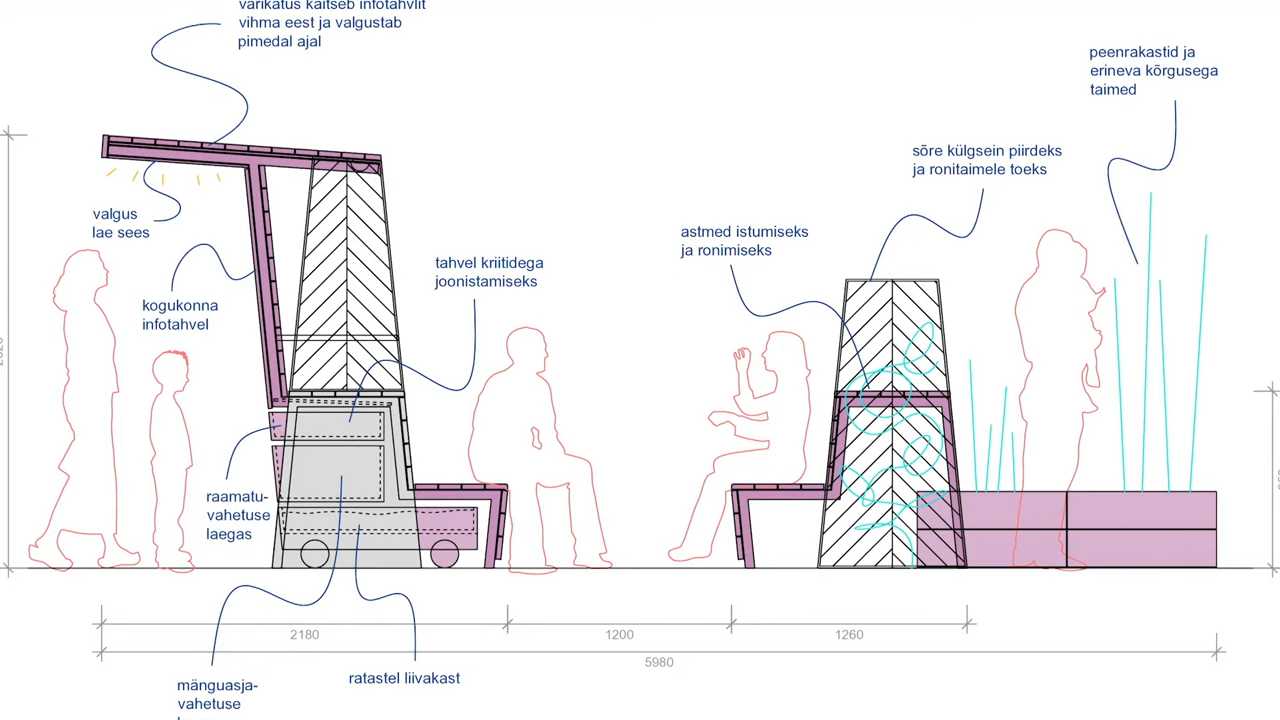 varikatus kaitseb infotahvlit
vihma eest ja valgustab
pimedal ajal
peenrakastid ja
erineva kõrgusega
taimed
sõre külgsein piirdeks
ja ronitaimele toeks
valgus
lae sees
astmed istumiseks
ja ronimiseks
tahvel kriitidega
joonistamiseks
kogukonna
infotahvel
raamatu-
vahetuse
laegas
2180
1200
1260
5980
mänguasja-
vahetuse
ratastel liivakast